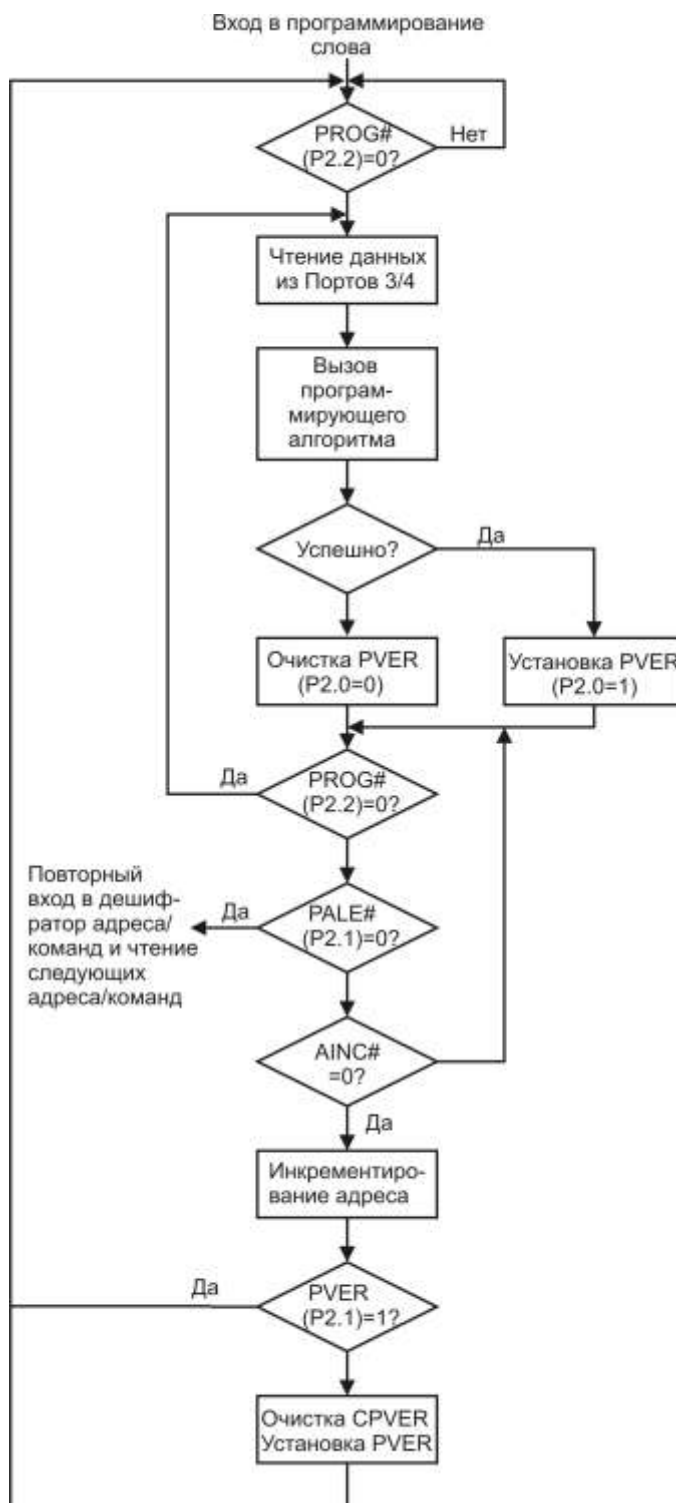 Вход в программирование
слова
PROG#
(P2.2)=0?
Нет
Чтение данных
из Портов 3/4
Вызов
програм-
мирующего
алгоритма
Успешно?
Да
Очистка PVER
(P2.0=0)
Установка PVER
(P2.0=1)
Да
PROG#
(P2.2)=0?
Повторный
вход в дешиф-
ратор адреса/
команд и чтение
следующих
адреса/команд
Да
PALE#
(P2.1)=0?
AINC#
=0?
Да
Инкрементиро-
вание адреса
Да
PVER
(P2.1)=1?
Очистка CPVER
Установка PVER